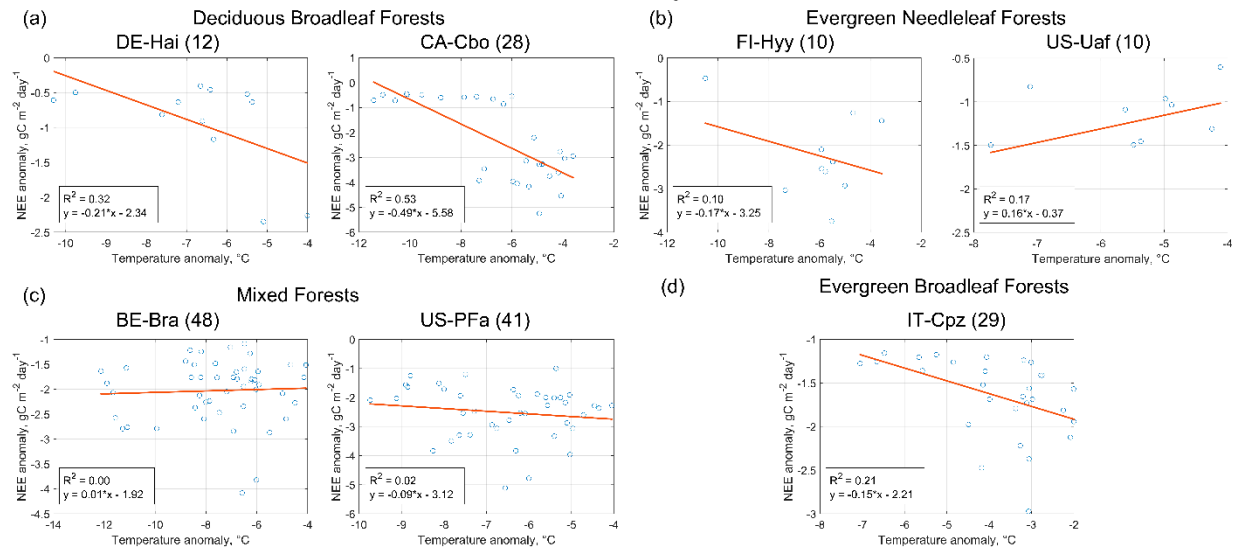 (a) Deciduous Broadleaf Forests
DE-Hai (12)
0
-0.5
-1
-1.5
-2
-2.5
NEE anomaly, gC m⁻² day⁻¹
R² = 0.32
y = -0.21*x - 2.34
-10 -9 -8 -7 -6 -5 -4
Temperature anomaly, °C
CA-Cbo (28)
1
0
-1
-2
-3
-4
-5
-6
R² = 0.53
y = -0.49*x - 5.58
-12 -10 -8 -6 -4 -2
Temperature anomaly, °C
(b) Evergreen Needleleaf Forests
FI-Hyy (10)
0
-1
-2
-3
-4
NEE anomaly, gC m⁻² day⁻¹
R² = 0.10
y = -0.17*x - 3.25
-12 -10 -8 -6 -4 -2
Temperature anomaly, °C
US-Uaf (10)
-0.5
-1
-1.5
-2
-2.5
R² = 0.17
y = 0.16*x - 0.37
-8 -7 -6 -5 -4
Temperature anomaly, °C
(c) Mixed Forests
BE-Bra (48)
-1
-1.5
-2
-2.5
-3
-3.5
-4
-4.5
NEE anomaly, gC m⁻² day⁻¹
R² = 0.00
y = 0.01*x - 1.92
-14 -12 -10 -8 -6 -4
Temperature anomaly, °C
US-PFa (41)
0
-1
-2
-3
-4
-5
-6
R² = 0.02
y = -0.09*x - 3.12
-10 -9 -8 -7 -6 -5 -4
Temperature anomaly, °C
(d) Evergreen Broadleaf Forests
IT-Cpz (29)
-1
-1.5
-2
-2.5
-3
NEE anomaly, gC m⁻² day⁻¹
R² = 0.21
y = -0.15*x - 2.21
-8 -7 -6 -5 -4 -3 -2
Temperature anomaly, °C